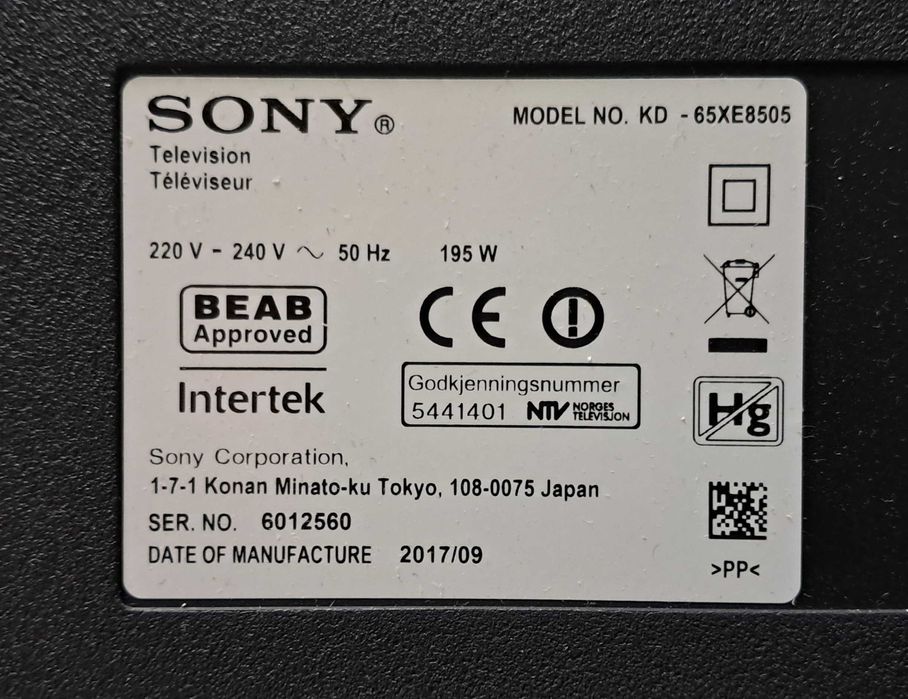 SONY®
MODEL NO. KD - 65XE8505
Television
Téléviseur
220 V - 240 V ~ 50 Hz 195 W
BEAB
Approved
CE
Intertek
Godkjenningsnummer
5441401 NTV NORGES
TELEVISJON
Hg
Sony Corporation,
1-7-1 Konan Minato-ku Tokyo, 108-0075 Japan
SER. NO. 6012560
DATE OF MANUFACTURE 2017/09
>PP<